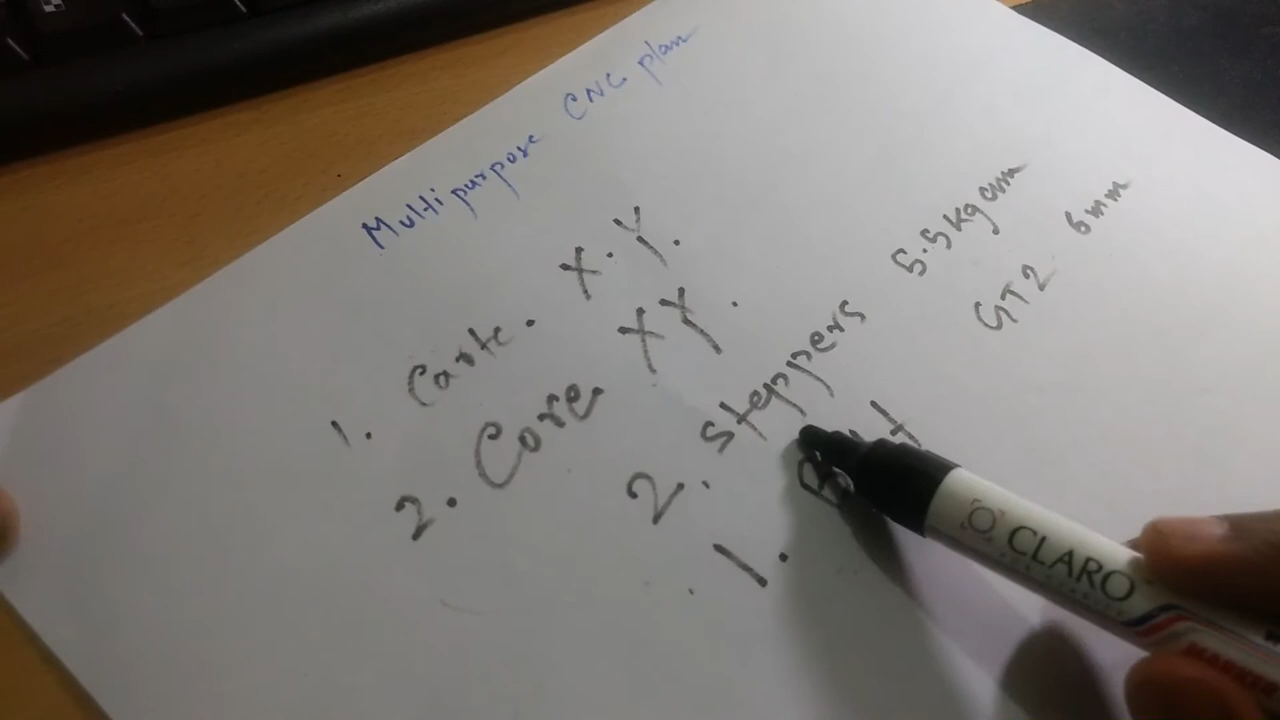 Multipurpose CNC plan
1. Carte. X.Y.
2. Core. XY.
2. steppers 5.5kgcm
1. GT2 6mm
CLARO